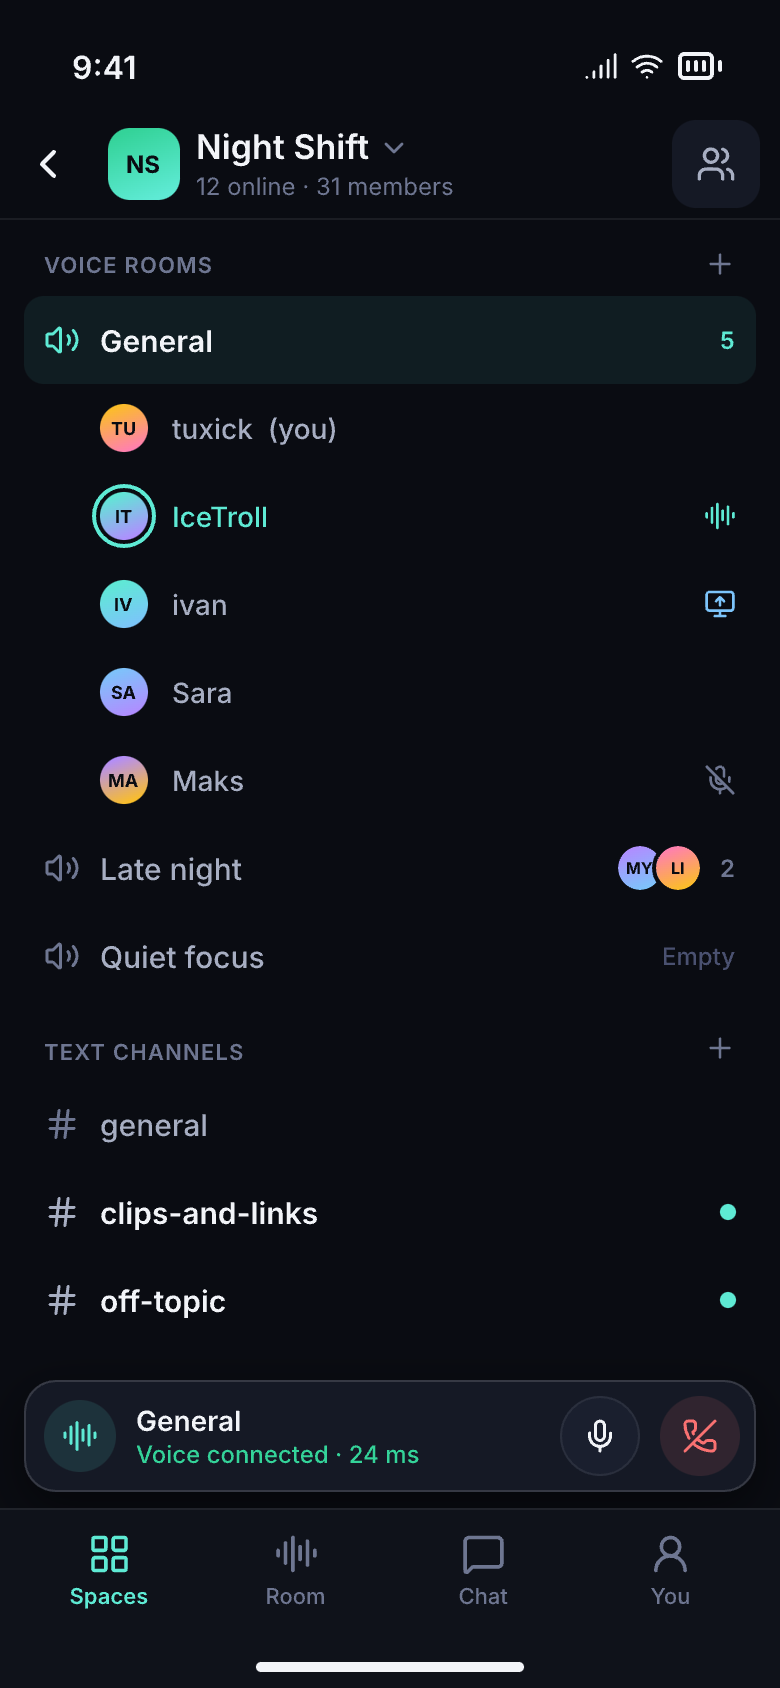 9:41
NS
Night Shift
12 online · 31 members
VOICE ROOMS
General
5
TU
tuxick (you)
IT
IceTroll
IV
ivan
SA
Sara
MA
Maks
Late night
MY
LI
2
Quiet focus
Empty
TEXT CHANNELS
# general
# clips-and-links
# off-topic
General
Voice connected · 24 ms
Spaces
Room
Chat
You